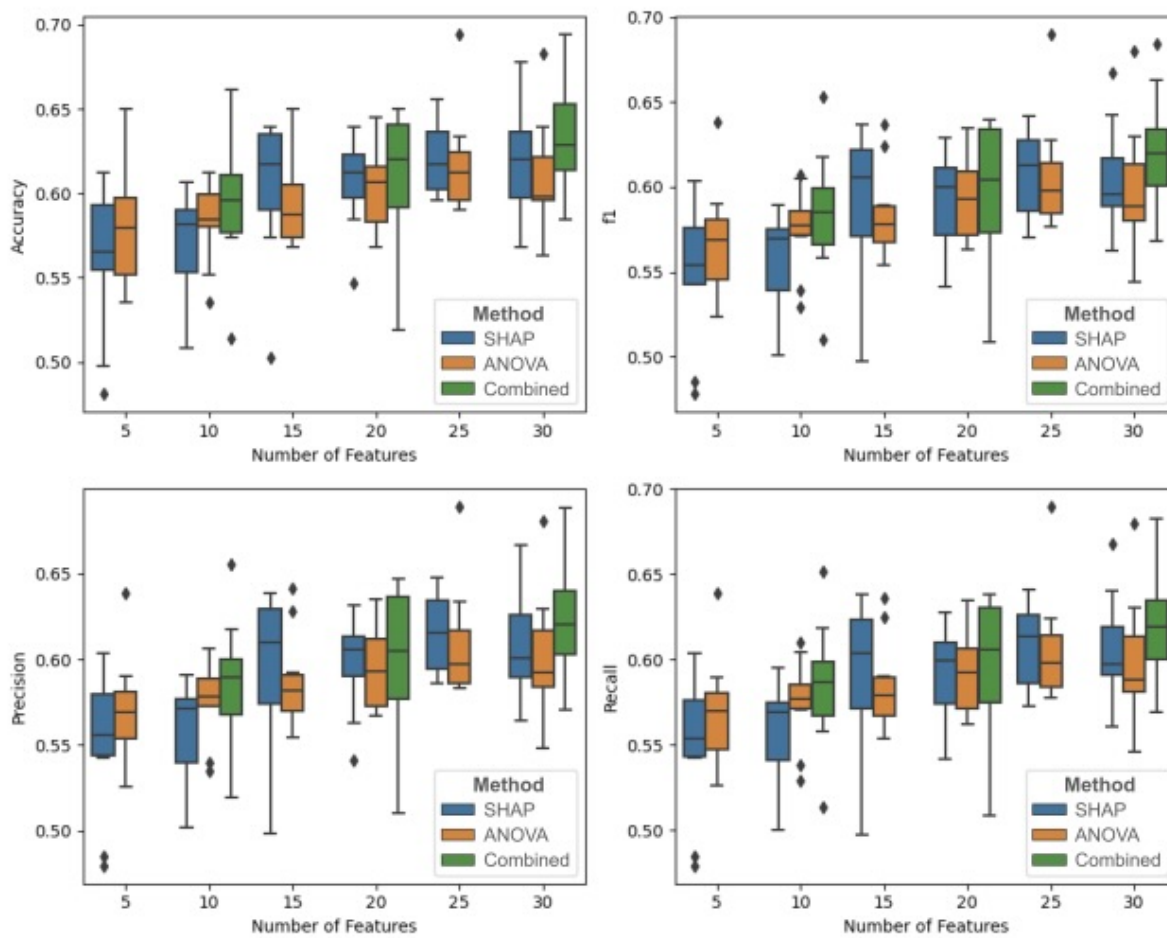 0.70
0.65
0.60
0.55
0.50
Accuracy
5 10 15 20 25 30
Number of Features
Method
SHAP
ANOVA
Combined
0.70
0.65
0.60
0.55
0.50
f1
5 10 15 20 25 30
Number of Features
Method
SHAP
ANOVA
Combined
0.65
0.60
0.55
0.50
Precision
5 10 15 20 25 30
Number of Features
Method
SHAP
ANOVA
Combined
0.70
0.65
0.60
0.55
0.50
Recall
5 10 15 20 25 30
Number of Features
Method
SHAP
ANOVA
Combined